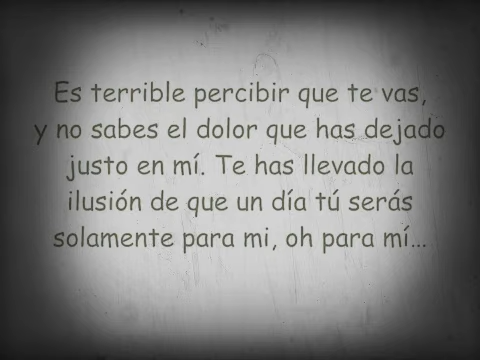 Es terrible percibir que te vas,
y no sabes el dolor que has dejado
justo en mí. Te has llevado la
ilusión de que un día tú serás
solamente para mi, oh para mí...